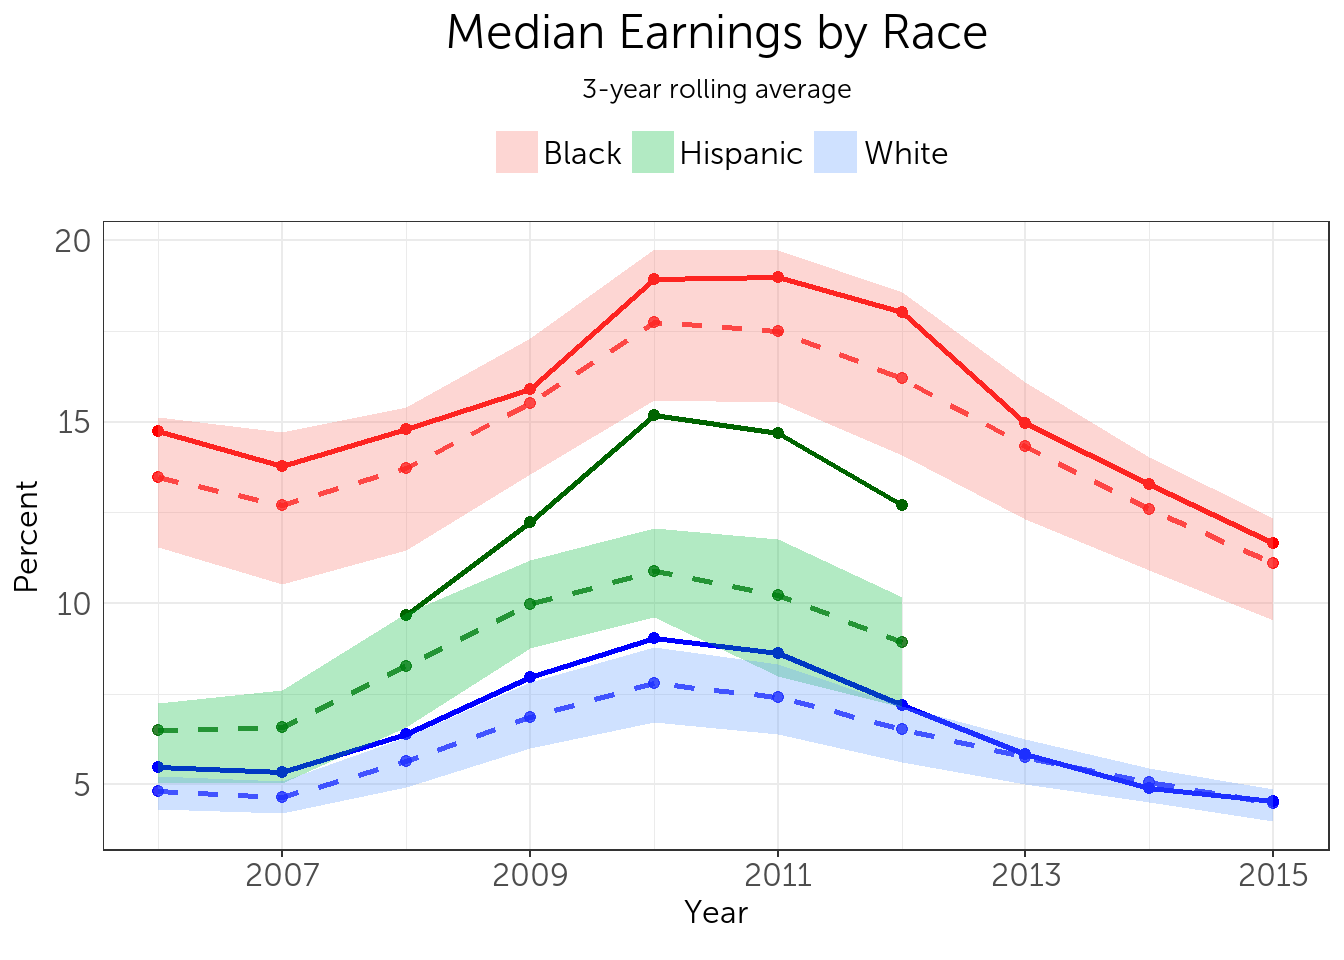 Median Earnings by Race
3-year rolling average
Black Hispanic White
20
15
10
5
Percent
2007 2009 2011 2013 2015
Year